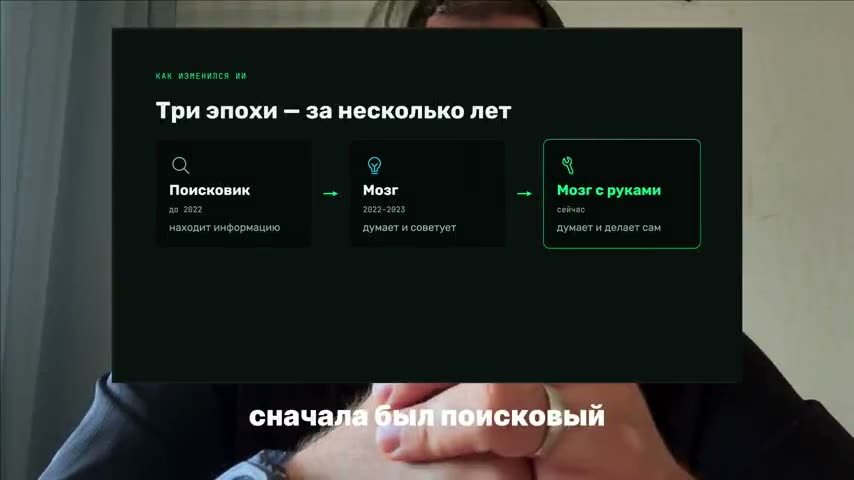 КАК ИЗМЕНИЛСЯ ИИ
Три эпохи — за несколько лет
Поисковик
до 2022
находит информацию
Мозг
2022–2023
думает и советует
Мозг с руками
сейчас
думает и делает сам
сначала был поисковый